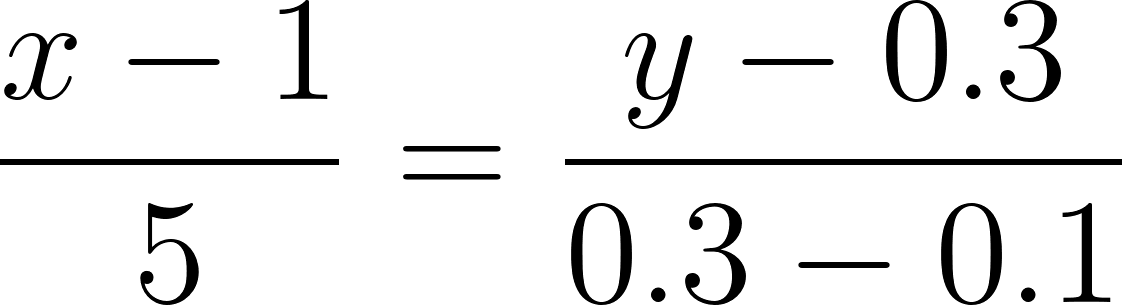 x − 1 / 5 = y − 0.3 / 0.3 − 0.1